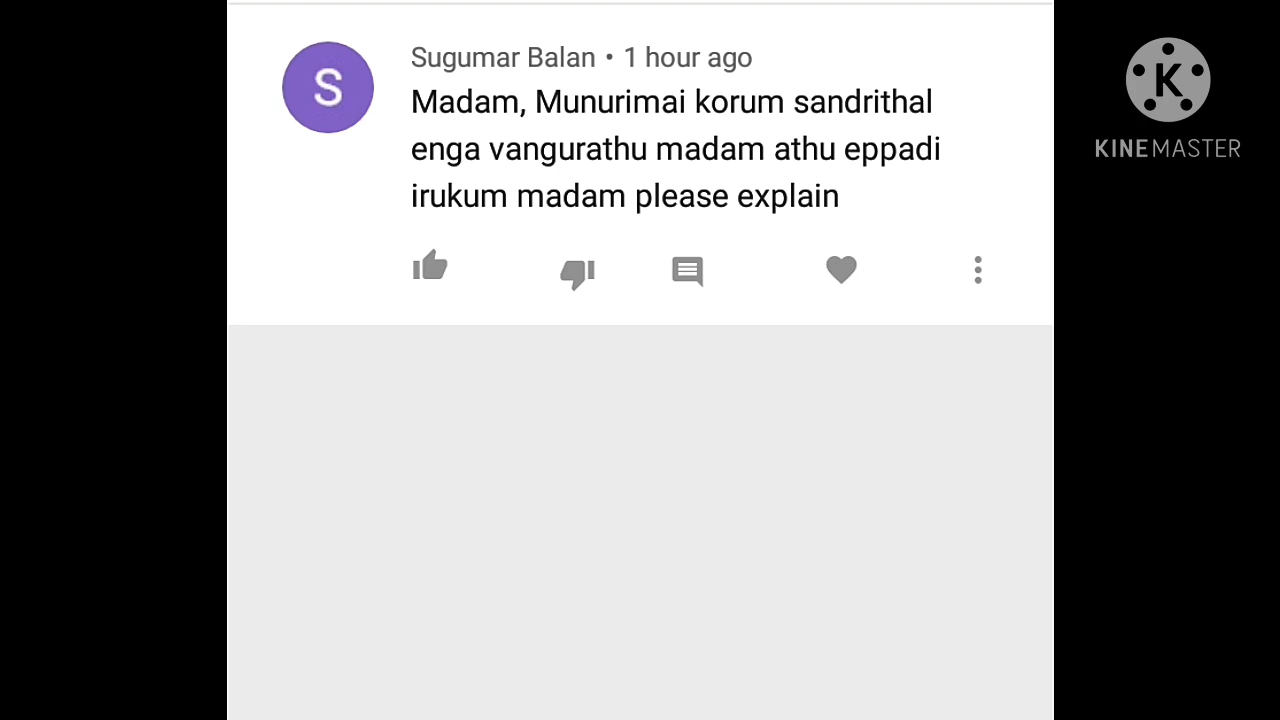 Sugumar Balan • 1 hour ago
Madam, Munurimai korum sandrithal
enga vangurathu madam athu eppadi
irukum madam please explain
S
K
KINEMASTER